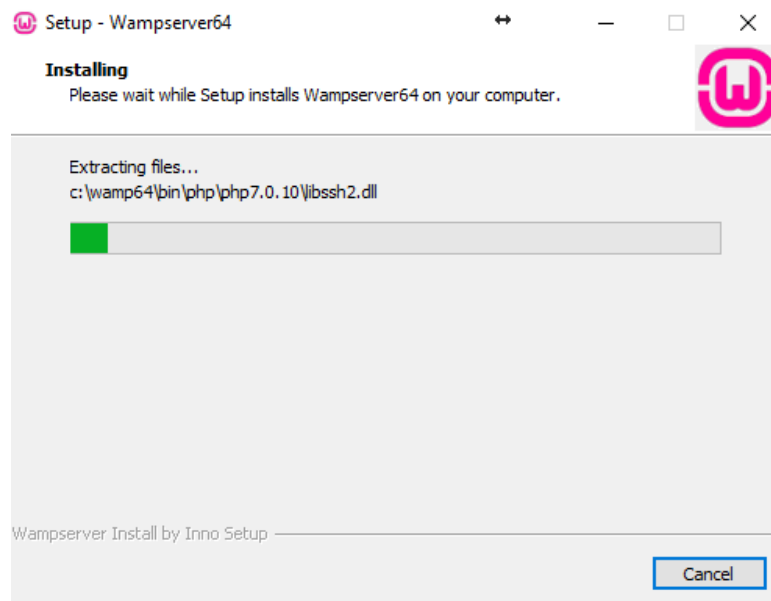 Setup - Wampserver64
Installing
Please wait while Setup installs Wampserver64 on your computer.
Extracting files...
c:\wamp64\bin\php\php7.0.10\libssh2.dll
Wampserver Install by Inno Setup
Cancel